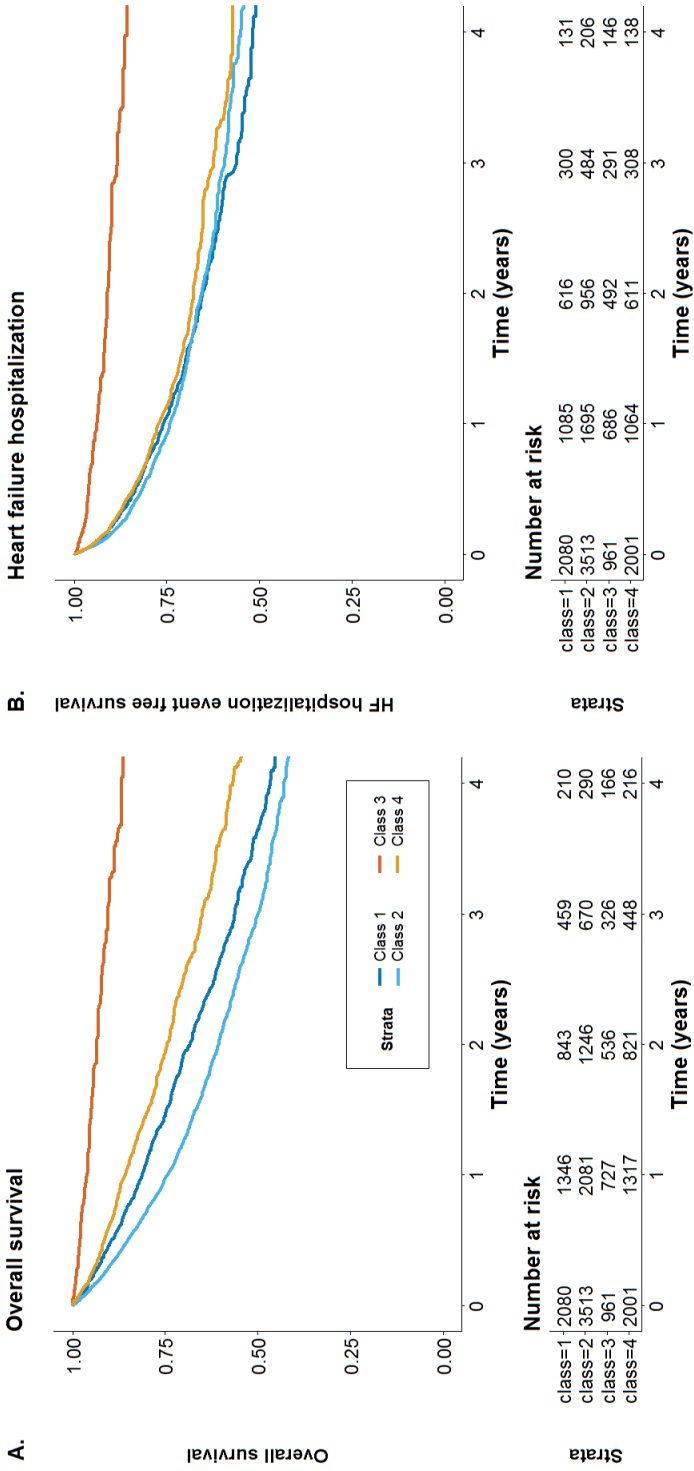 A.
Overall survival
Overall survival
1.00
0.75
0.50
0.25
0.00
Strata
Class 1
Class 2
Class 3
Class 4
0 1 2 3 4
Time (years)
Number at risk
Strata
class=1 2080 1346 843 459 210
class=2 3513 2081 1246 670 290
class=3 961 727 536 326 166
class=4 2001 1317 821 448 216
0 1 2 3 4
Time (years)
B.
Heart failure hospitalization
HF hospitalization event free survival
1.00
0.75
0.50
0.25
0.00
0 1 2 3 4
Time (years)
Number at risk
Strata
class=1 2080 1085 616 300 131
class=2 3513 1695 956 484 206
class=3 961 686 492 291 146
class=4 2001 1064 611 308 138
0 1 2 3 4
Time (years)